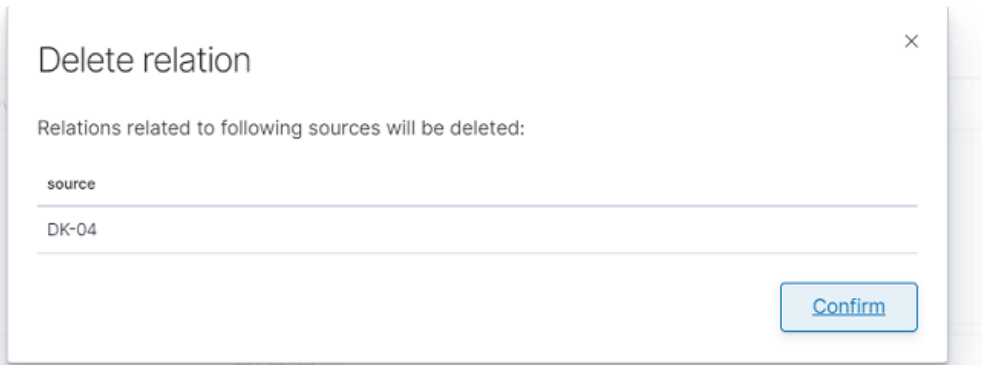 Delete relation
Relations related to following sources will be deleted:
source
DK-04
Confirm